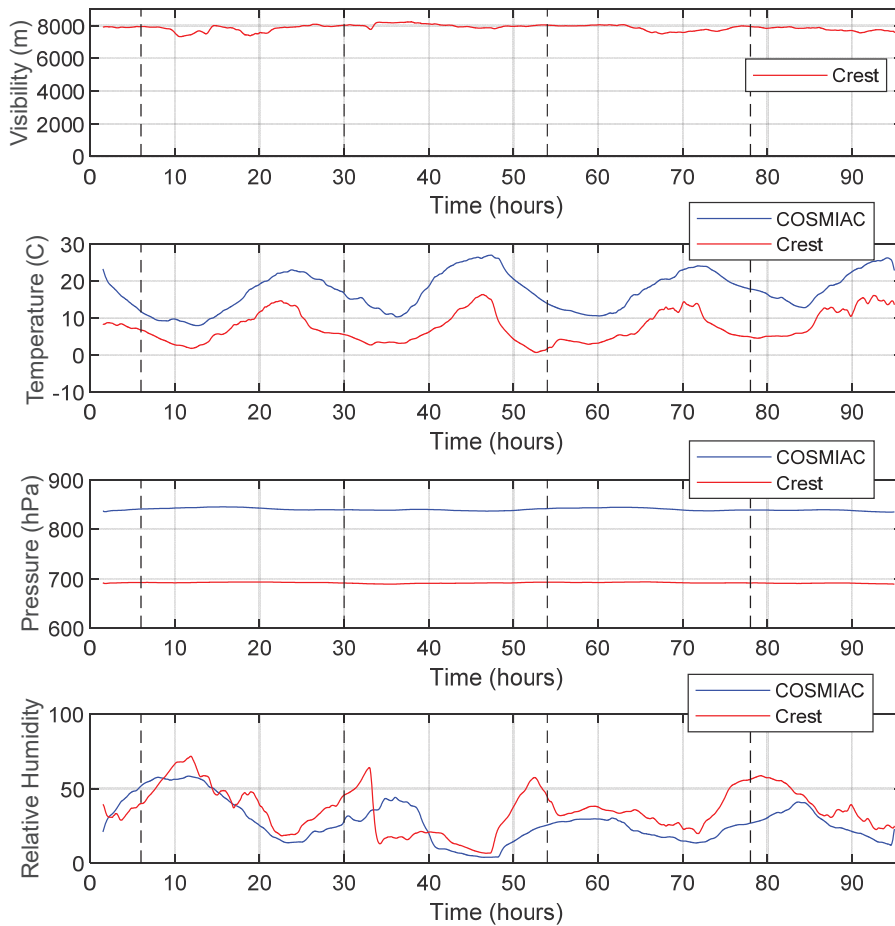 Visibility (m)
8000
6000
4000
2000
0
Crest
0 10 20 30 40 50 60 70 80 90
Time (hours)
Temperature (C)
30
20
10
0
-10
COSMIAC
Crest
0 10 20 30 40 50 60 70 80 90
Time (hours)
Pressure (hPa)
900
800
700
600
COSMIAC
Crest
0 10 20 30 40 50 60 70 80 90
Time (hours)
Relative Humidity
100
50
0
COSMIAC
Crest
0 10 20 30 40 50 60 70 80 90
Time (hours)